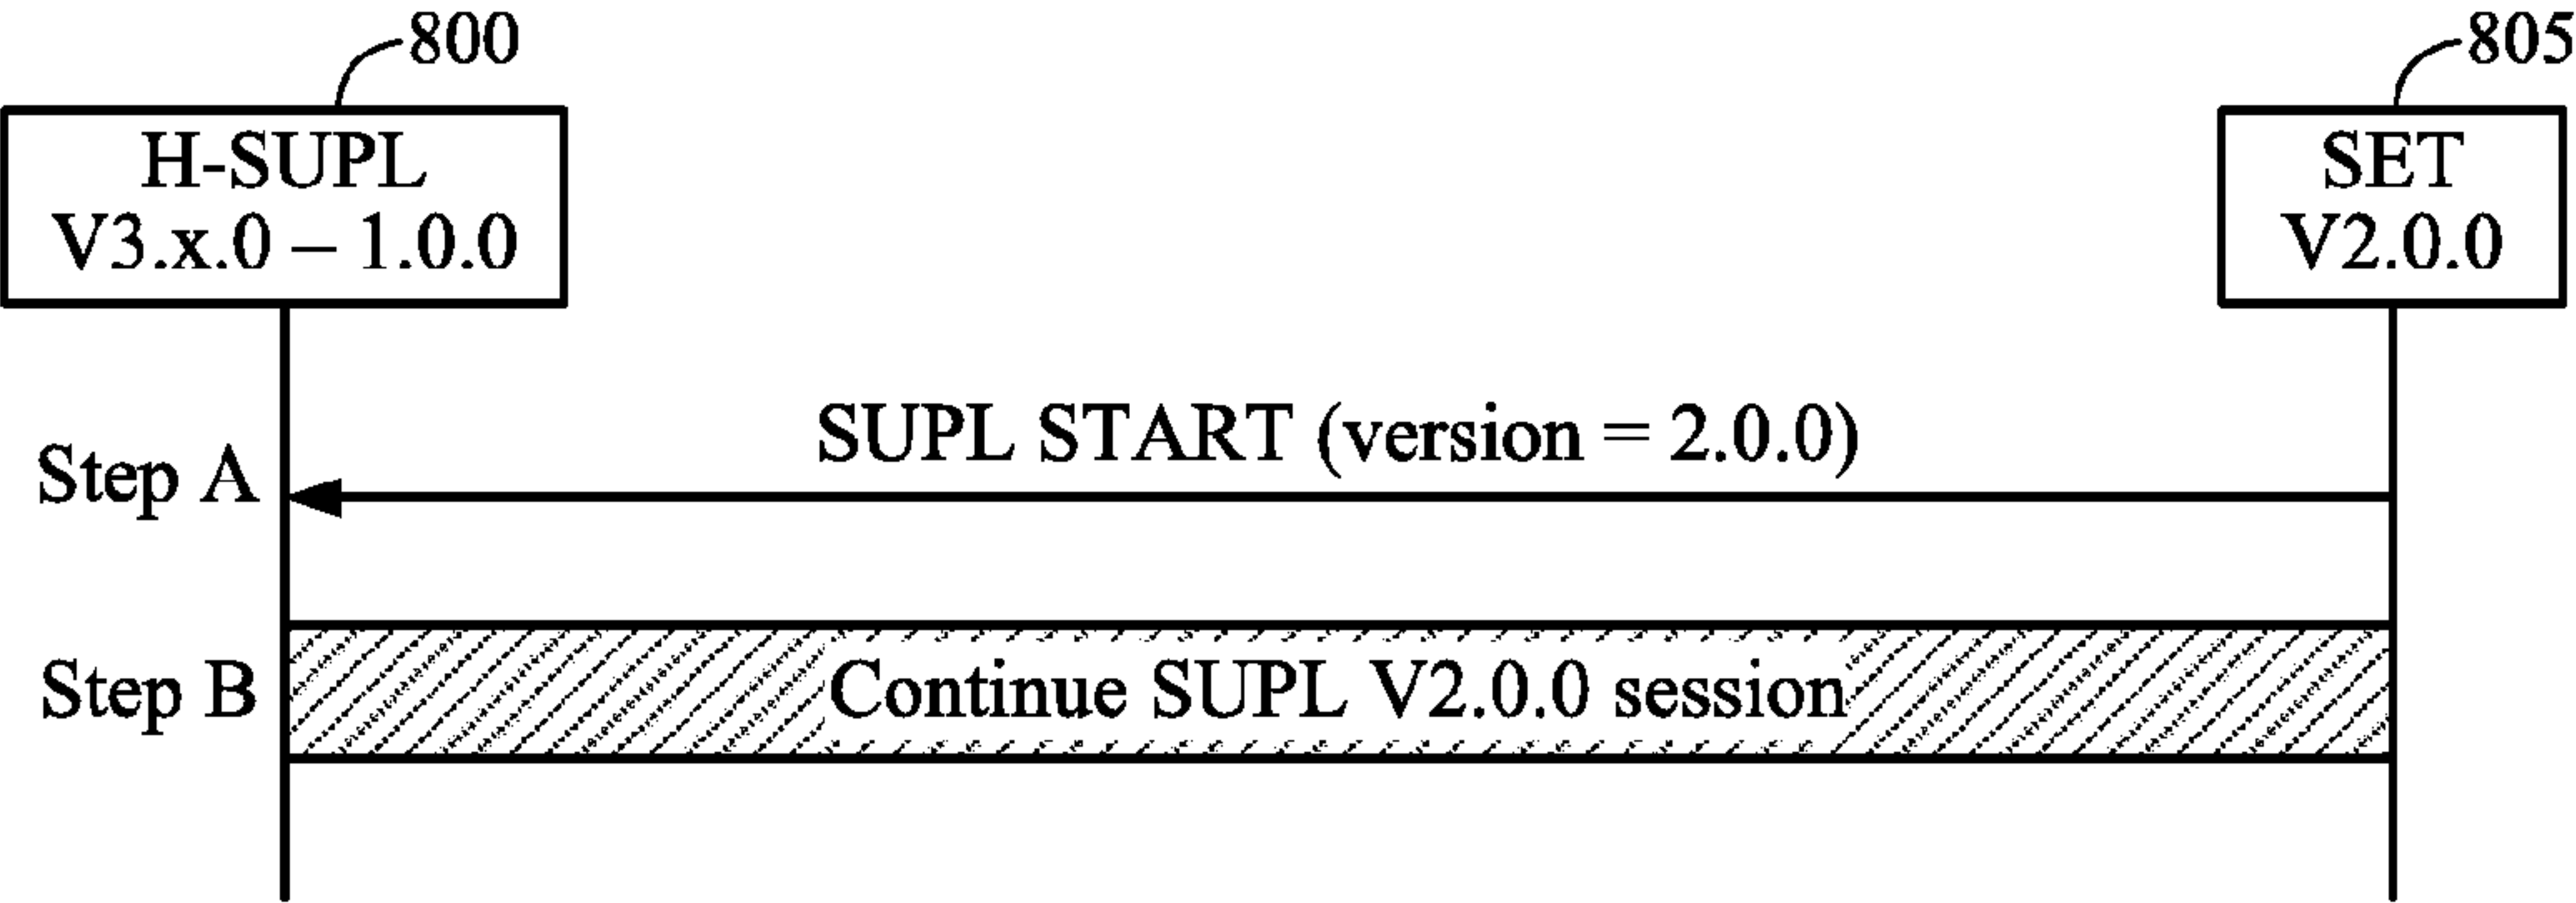 800
805
H-SUPL
V3.x.0 – 1.0.0
SET
V2.0.0
SUPL START (version = 2.0.0)
Step A
Step B
Continue SUPL V2.0.0 session